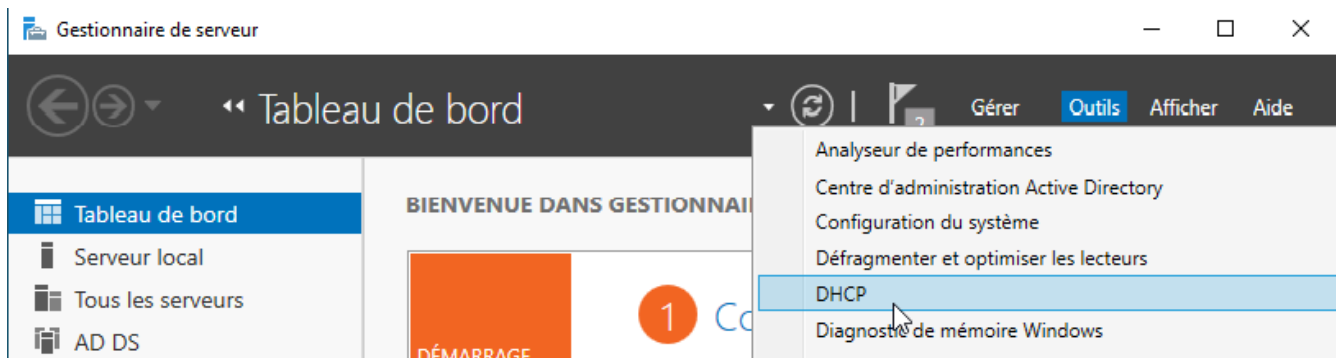 Gestionnaire de serveur
Tableau de bord
Gérer Outils Afficher Aide
Analyseur de performances
Centre d'administration Active Directory
Configuration du système
Défragmenter et optimiser les lecteurs
DHCP
Diagnostic de mémoire Windows
Tableau de bord
Serveur local
Tous les serveurs
AD DS
BIENVENUE DANS
1
DÉMARRAGE